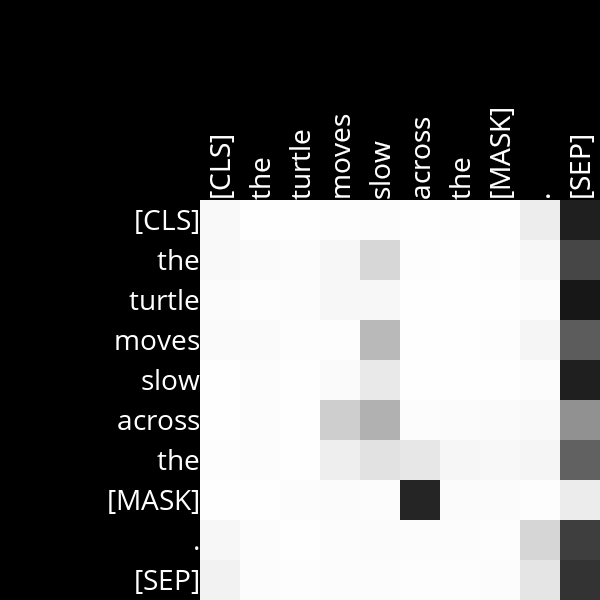 [CLS] the turtle moves slow across the [MASK] . [SEP]
[CLS]
the
turtle
moves
slow
across
the
[MASK]
.
[SEP]